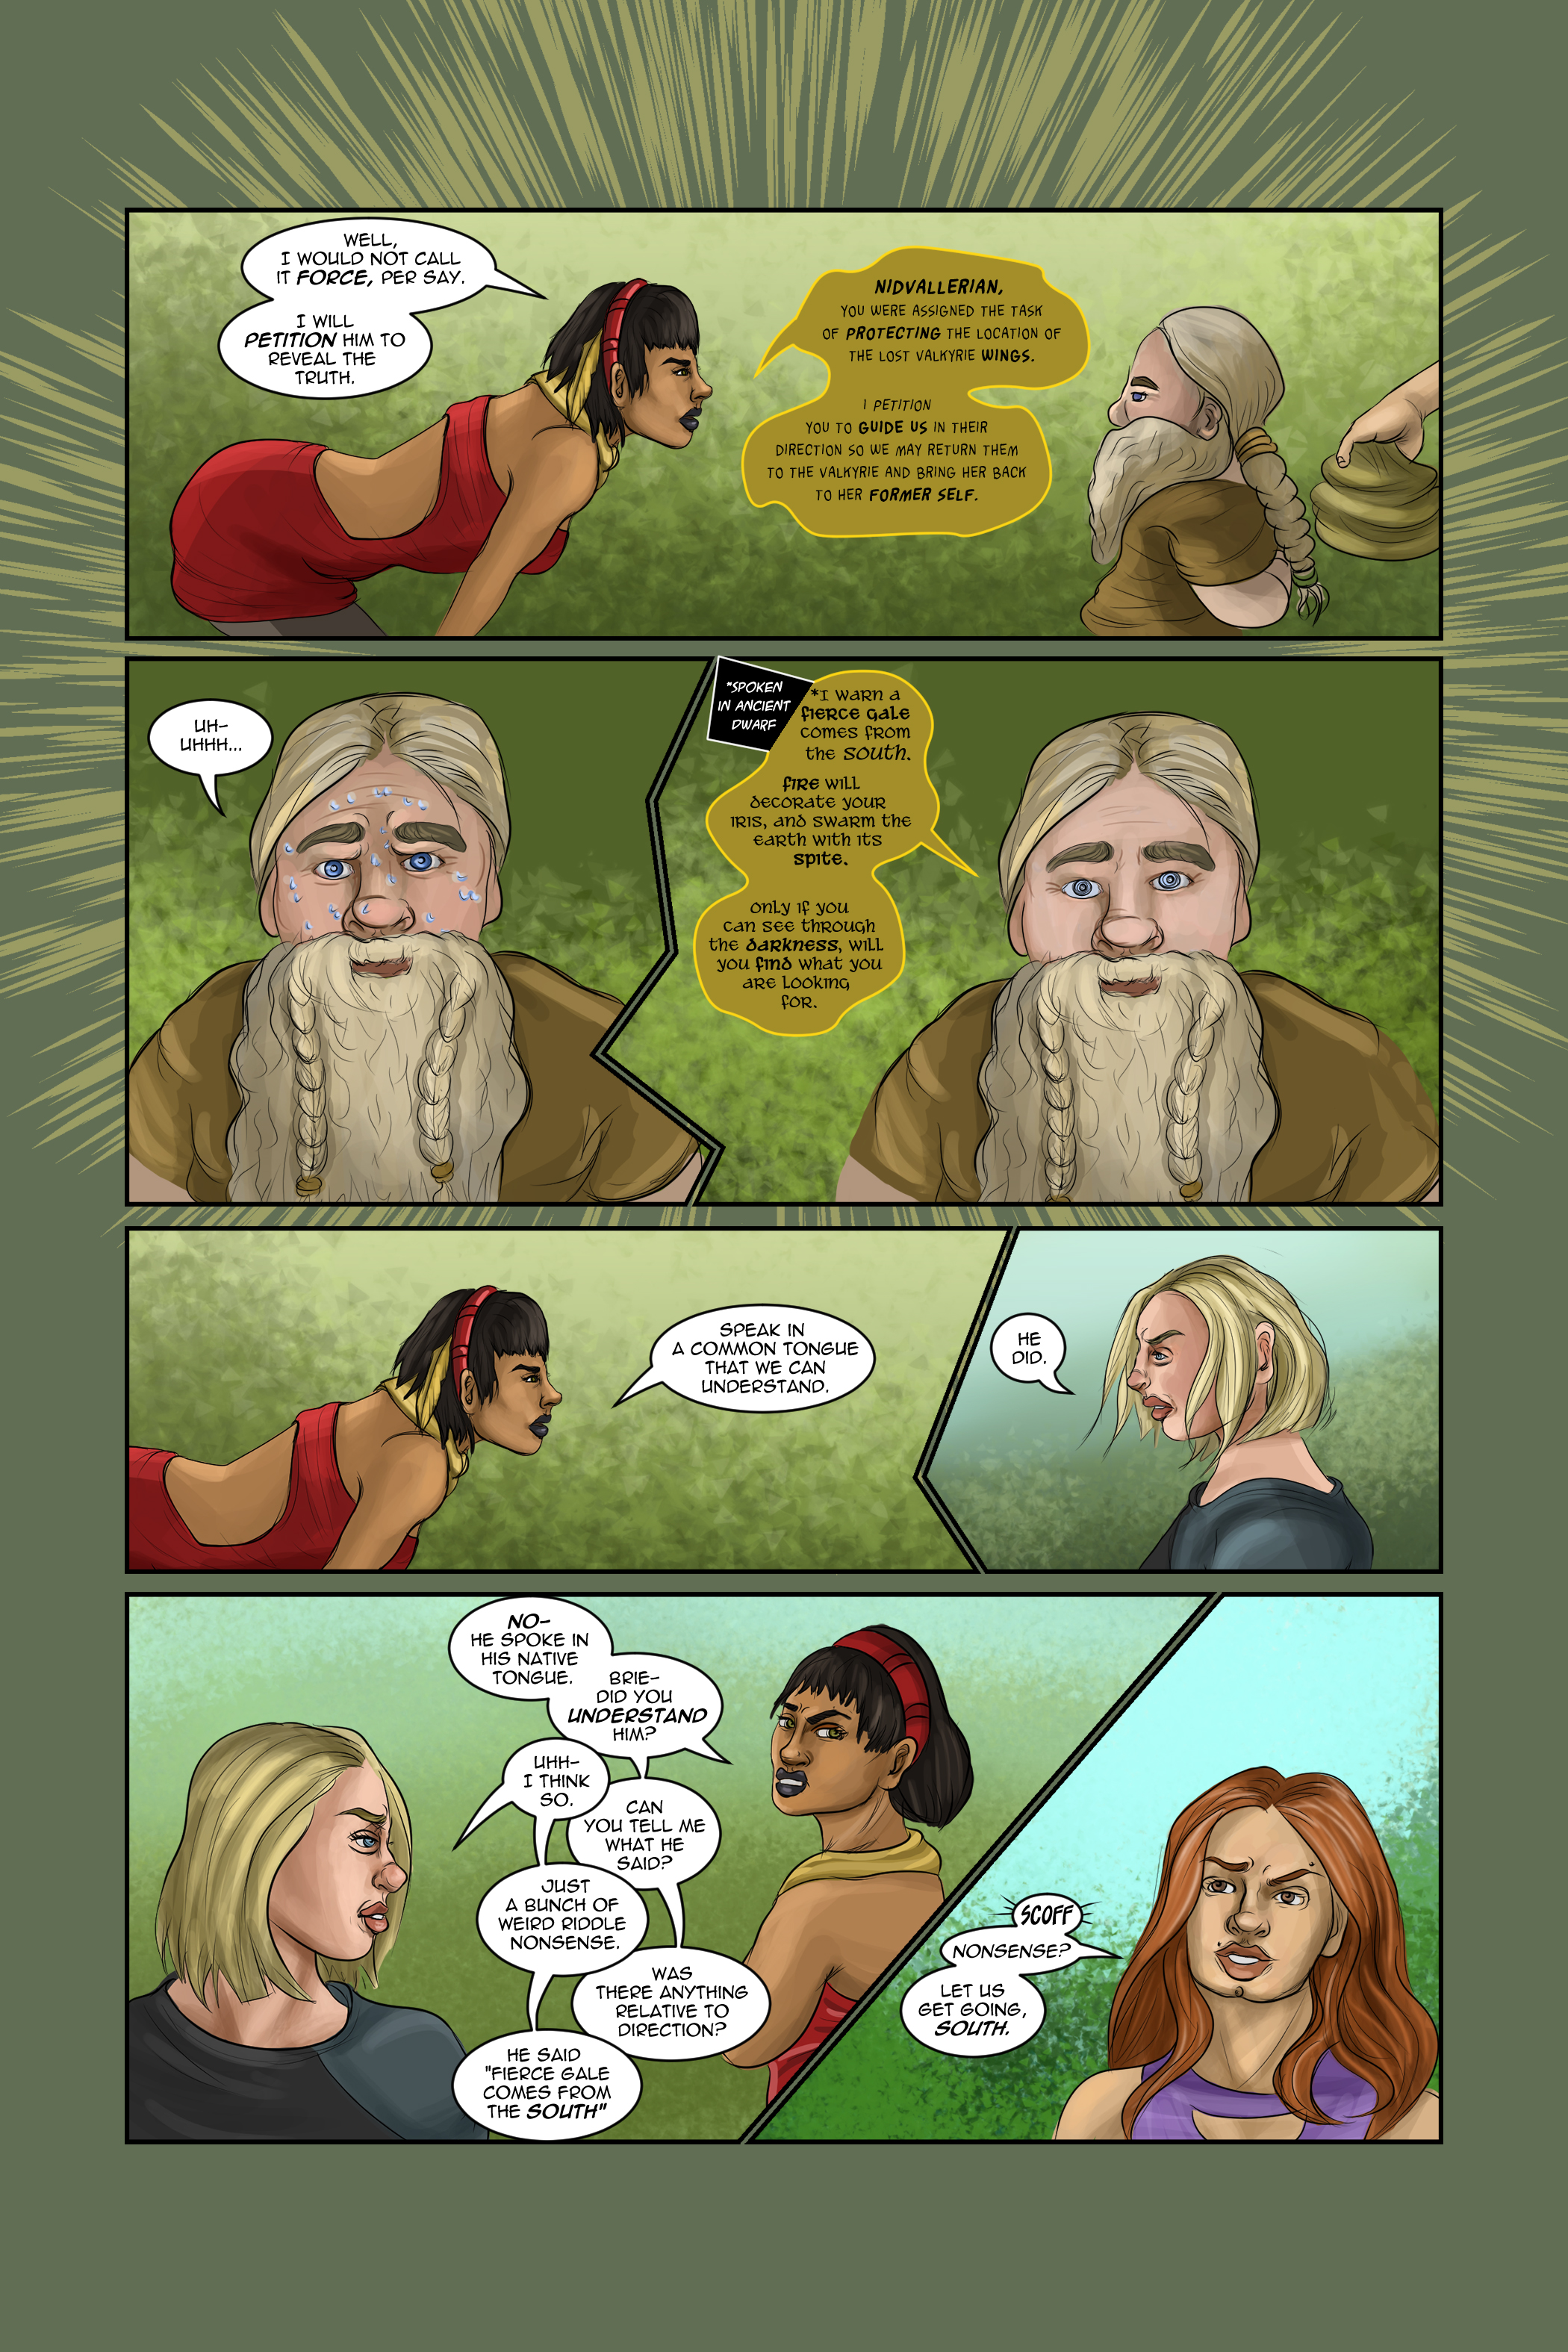 WELL,
I WOULD NOT CALL
IT FORCE, PER SAY.
I WILL
PETITION HIM TO
REVEAL THE
TRUTH.
NIDVALLERIAN,
YOU WERE ASSIGNED THE TASK
OF PROTECTING THE LOCATION OF
THE LOST VALKYRIE WINGS.
I PETITION
YOU TO GUIDE US IN THEIR
DIRECTION SO WE MAY RETURN THEM
TO THE VALKYRIE AND BRING HER BACK
TO HER FORMER SELF.
UH-
UHHH...
*SPOKEN
IN ANCIENT
DWARF
*I WARN A
FIERCE GALE
COMES FROM
THE SOUTH.
FIRE WILL
DECORATE YOUR
IRIS, AND SWARM THE
EARTH WITH ITS
SPITE.
ONLY IF YOU
CAN SEE THROUGH
THE DARKNESS, WILL
YOU FIND WHAT YOU
ARE LOOKING
FOR.
SPEAK IN
A COMMON TONGUE
THAT WE CAN
UNDERSTAND.
HE
DID.
NO-
HE SPOKE IN
HIS NATIVE
TONGUE.
BRIE-
DID YOU
UNDERSTAND
HIM?
UHH-
I THINK
SO.
CAN
YOU TELL ME
WHAT HE
SAID?
JUST
A BUNCH OF
WEIRD RIDDLE
NONSENSE.
WAS
THERE ANYTHING
RELATIVE TO
DIRECTION?
HE SAID
"FIERCE GALE
COMES FROM
THE SOUTH"
SCOFF
NONSENSE?
LET US
GET GOING,
SOUTH.